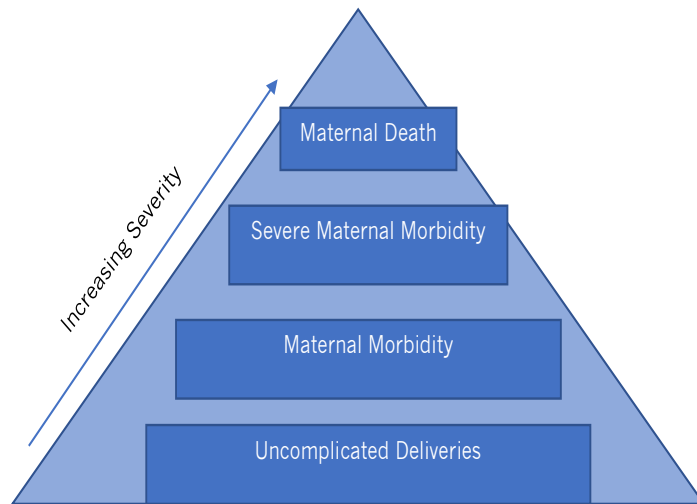 Maternal Death
Severe Maternal Morbidity
Maternal Morbidity
Uncomplicated Deliveries
Increasing Severity